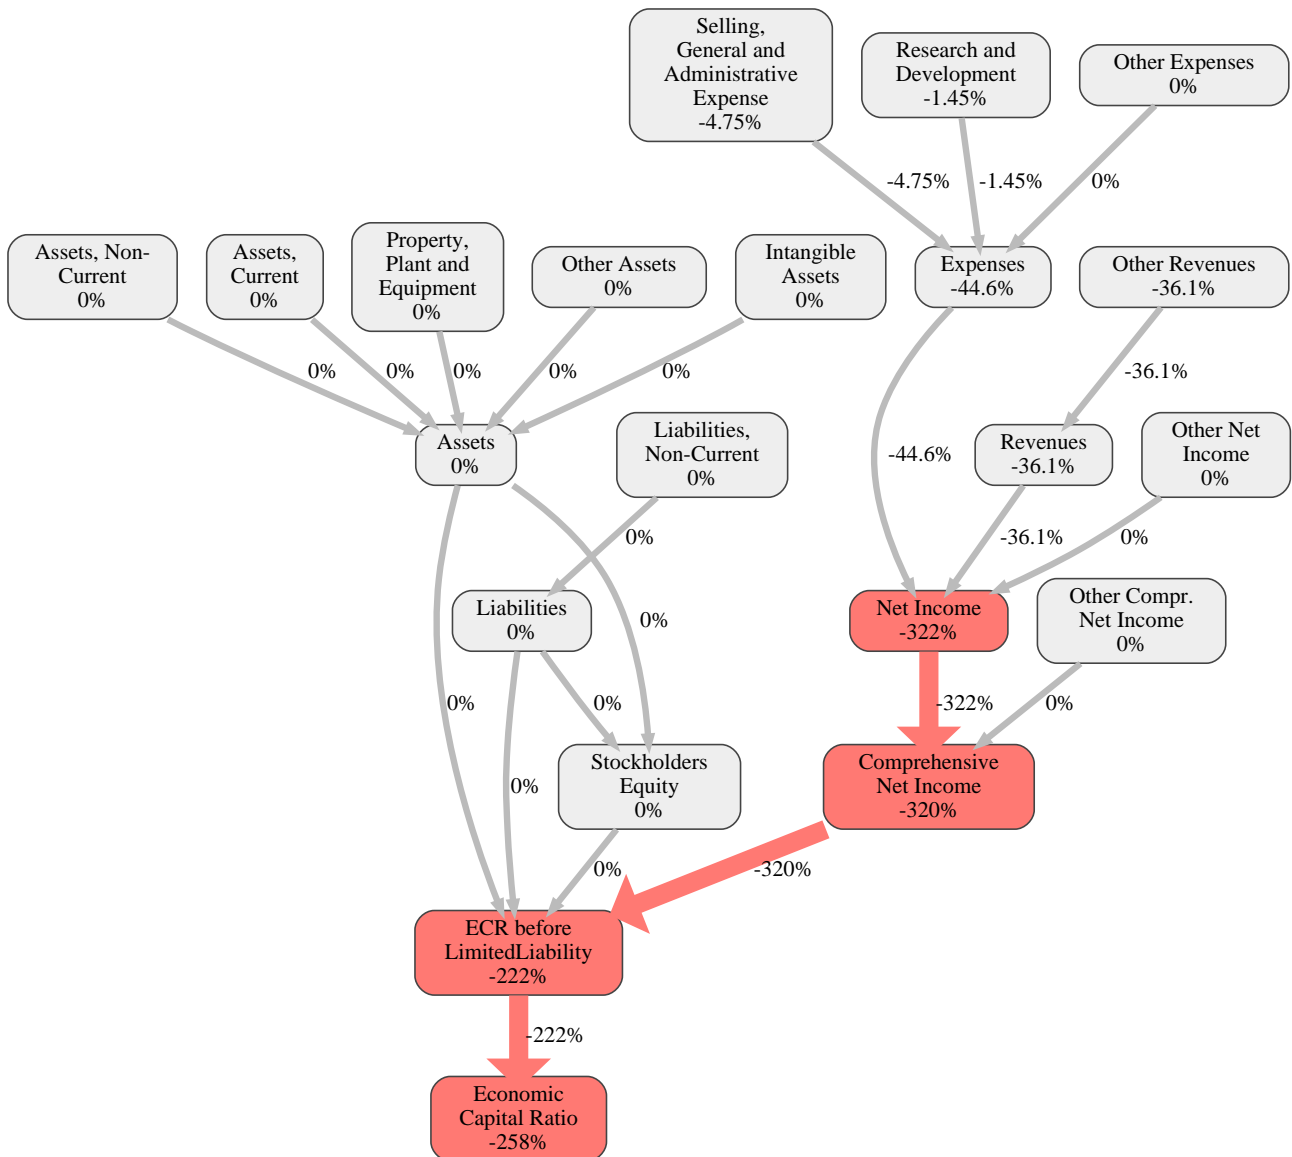 Selling,
General and
Administrative
Expense
-4.75%
Research and
Development
-1.45%
Other Expenses
0%
-4.75%
-1.45%
0%
Assets, Non-
Current
0%
Assets,
Current
0%
Property,
Plant and
Equipment
0%
Other Assets
0%
Intangible
Assets
0%
Expenses
-44.6%
Other Revenues
-36.1%
0%
0%
0%
0%
0%
-36.1%
Assets
0%
Liabilities,
Non-Current
0%
-44.6%
Revenues
-36.1%
Other Net
Income
0%
0%
-36.1%
0%
Liabilities
0%
0%
Net Income
-322%
Other Compr.
Net Income
0%
0%
0%
-322%
0%
Stockholders
Equity
0%
0%
Comprehensive
Net Income
-320%
0%
-320%
ECR before
LimitedLiability
-222%
-222%
Economic
Capital Ratio
-258%